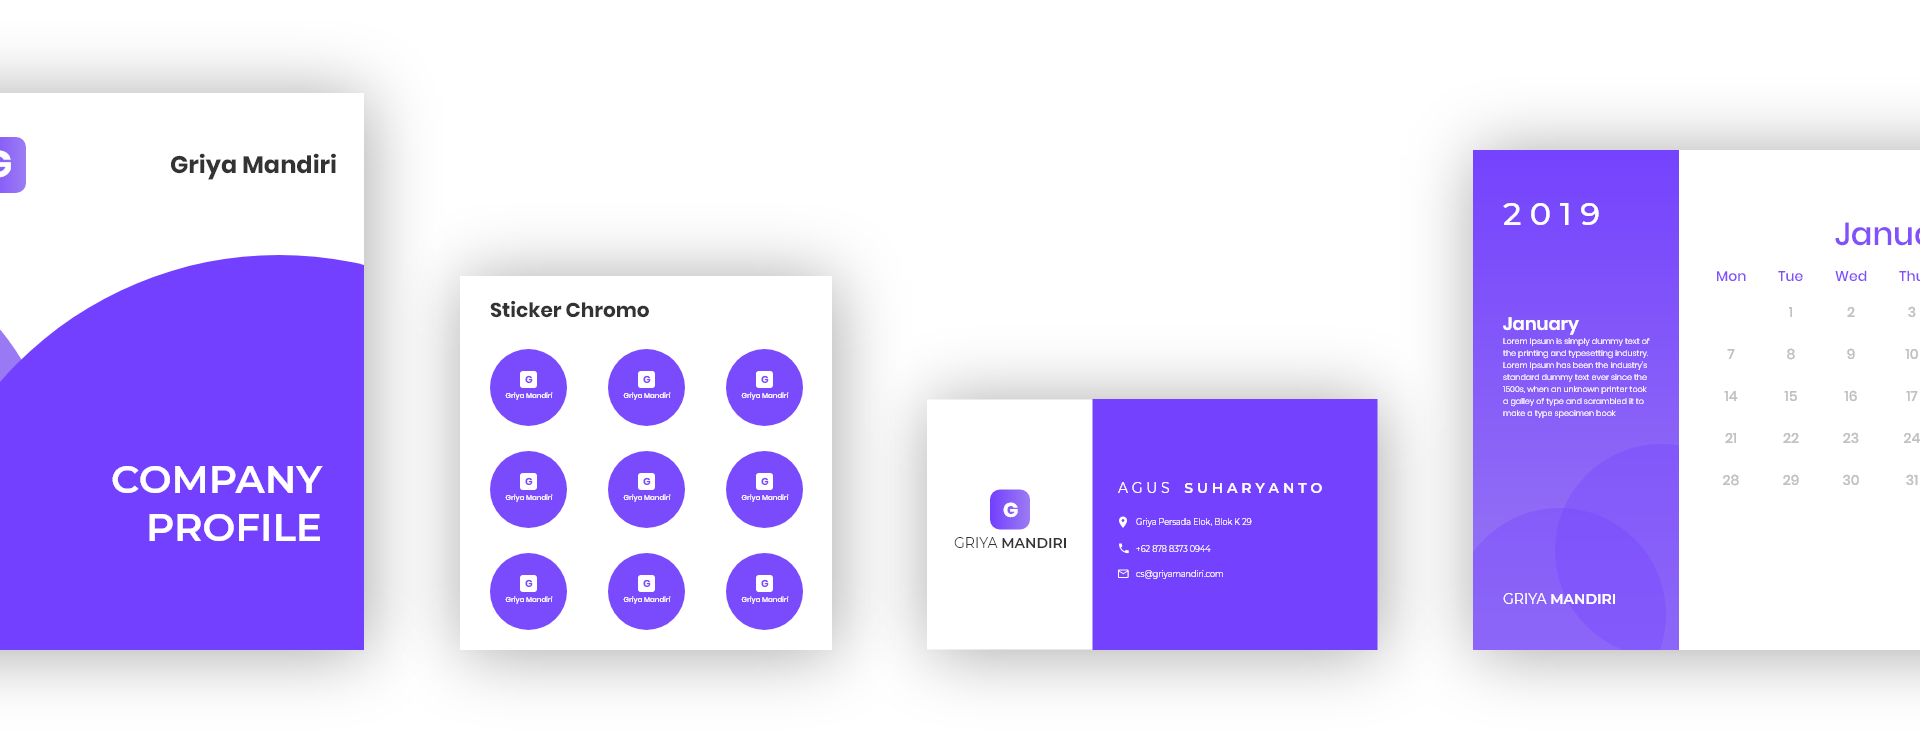 G
Griya Mandiri
COMPANY
PROFILE
Sticker Chromo
G
Griya Mandiri
G
Griya Mandiri
G
Griya Mandiri
G
Griya Mandiri
G
Griya Mandiri
G
Griya Mandiri
G
Griya Mandiri
G
Griya Mandiri
G
Griya Mandiri
G
GRIYA MANDIRI
AGUS SUHARYANTO
Griya Persada Elok, Blok K 29
+62 878 8373 0944
cs@griyamandiri.com
2019
January
Lorem Ipsum is simply dummy text of
the printing and typesetting industry.
Lorem Ipsum has been the industry's
standard dummy text ever since the
1500s, when an unknown printer took
a galley of type and scrambled it to
make a type specimen book
GRIYA MANDIRI
Janua
Mon Tue Wed Thu
1 2 3
7 8 9 10
14 15 16 17
21 22 23 24
28 29 30 31